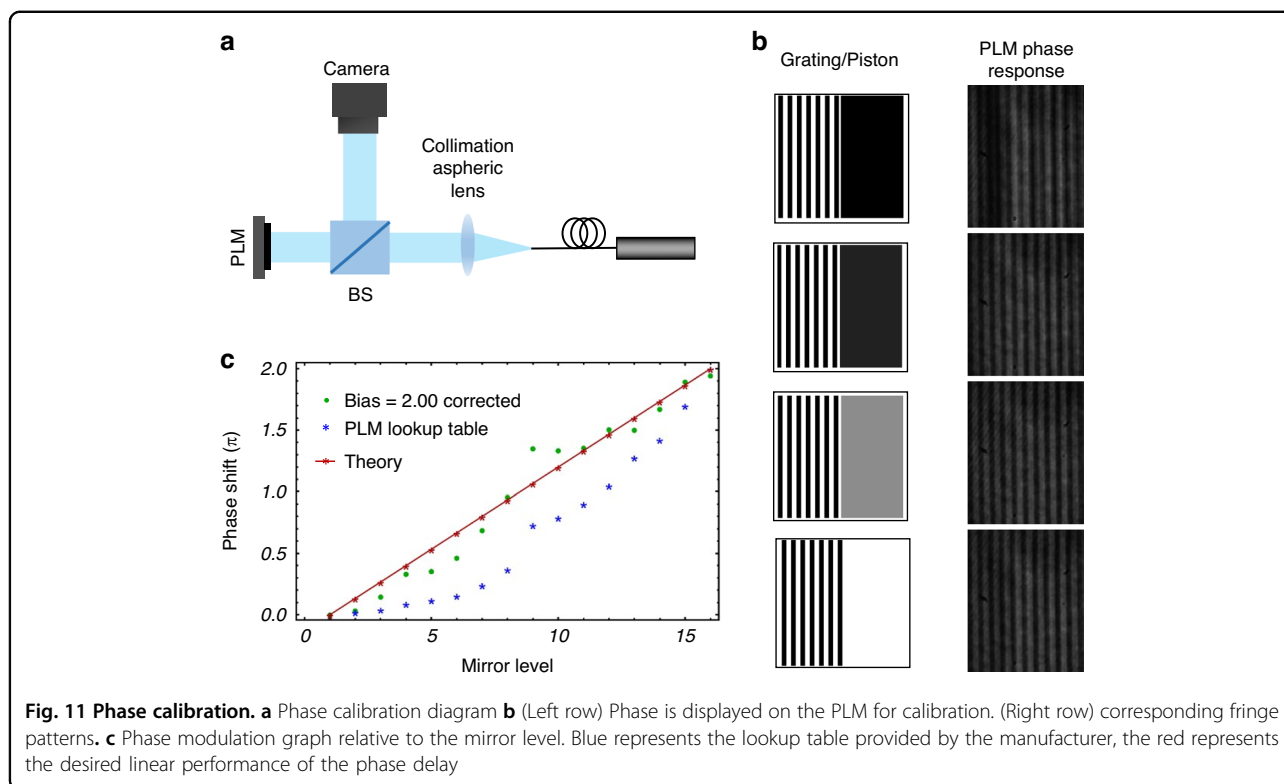 a
Camera
Collimation
aspheric
lens
PLM
BS
b
Grating/Piston
PLM phase
response
c
2.0
1.5
1.0
0.5
0.0
Phase shift (π)
Bias = 2.00 corrected
PLM lookup table
Theory
0 5 10 15
Mirror level
Fig. 11 Phase calibration. a Phase calibration diagram b (Left row) Phase is displayed on the PLM for calibration. (Right row) corresponding fringe
patterns. c Phase modulation graph relative to the mirror level. Blue represents the lookup table provided by the manufacturer, the red represents
the desired linear performance of the phase delay